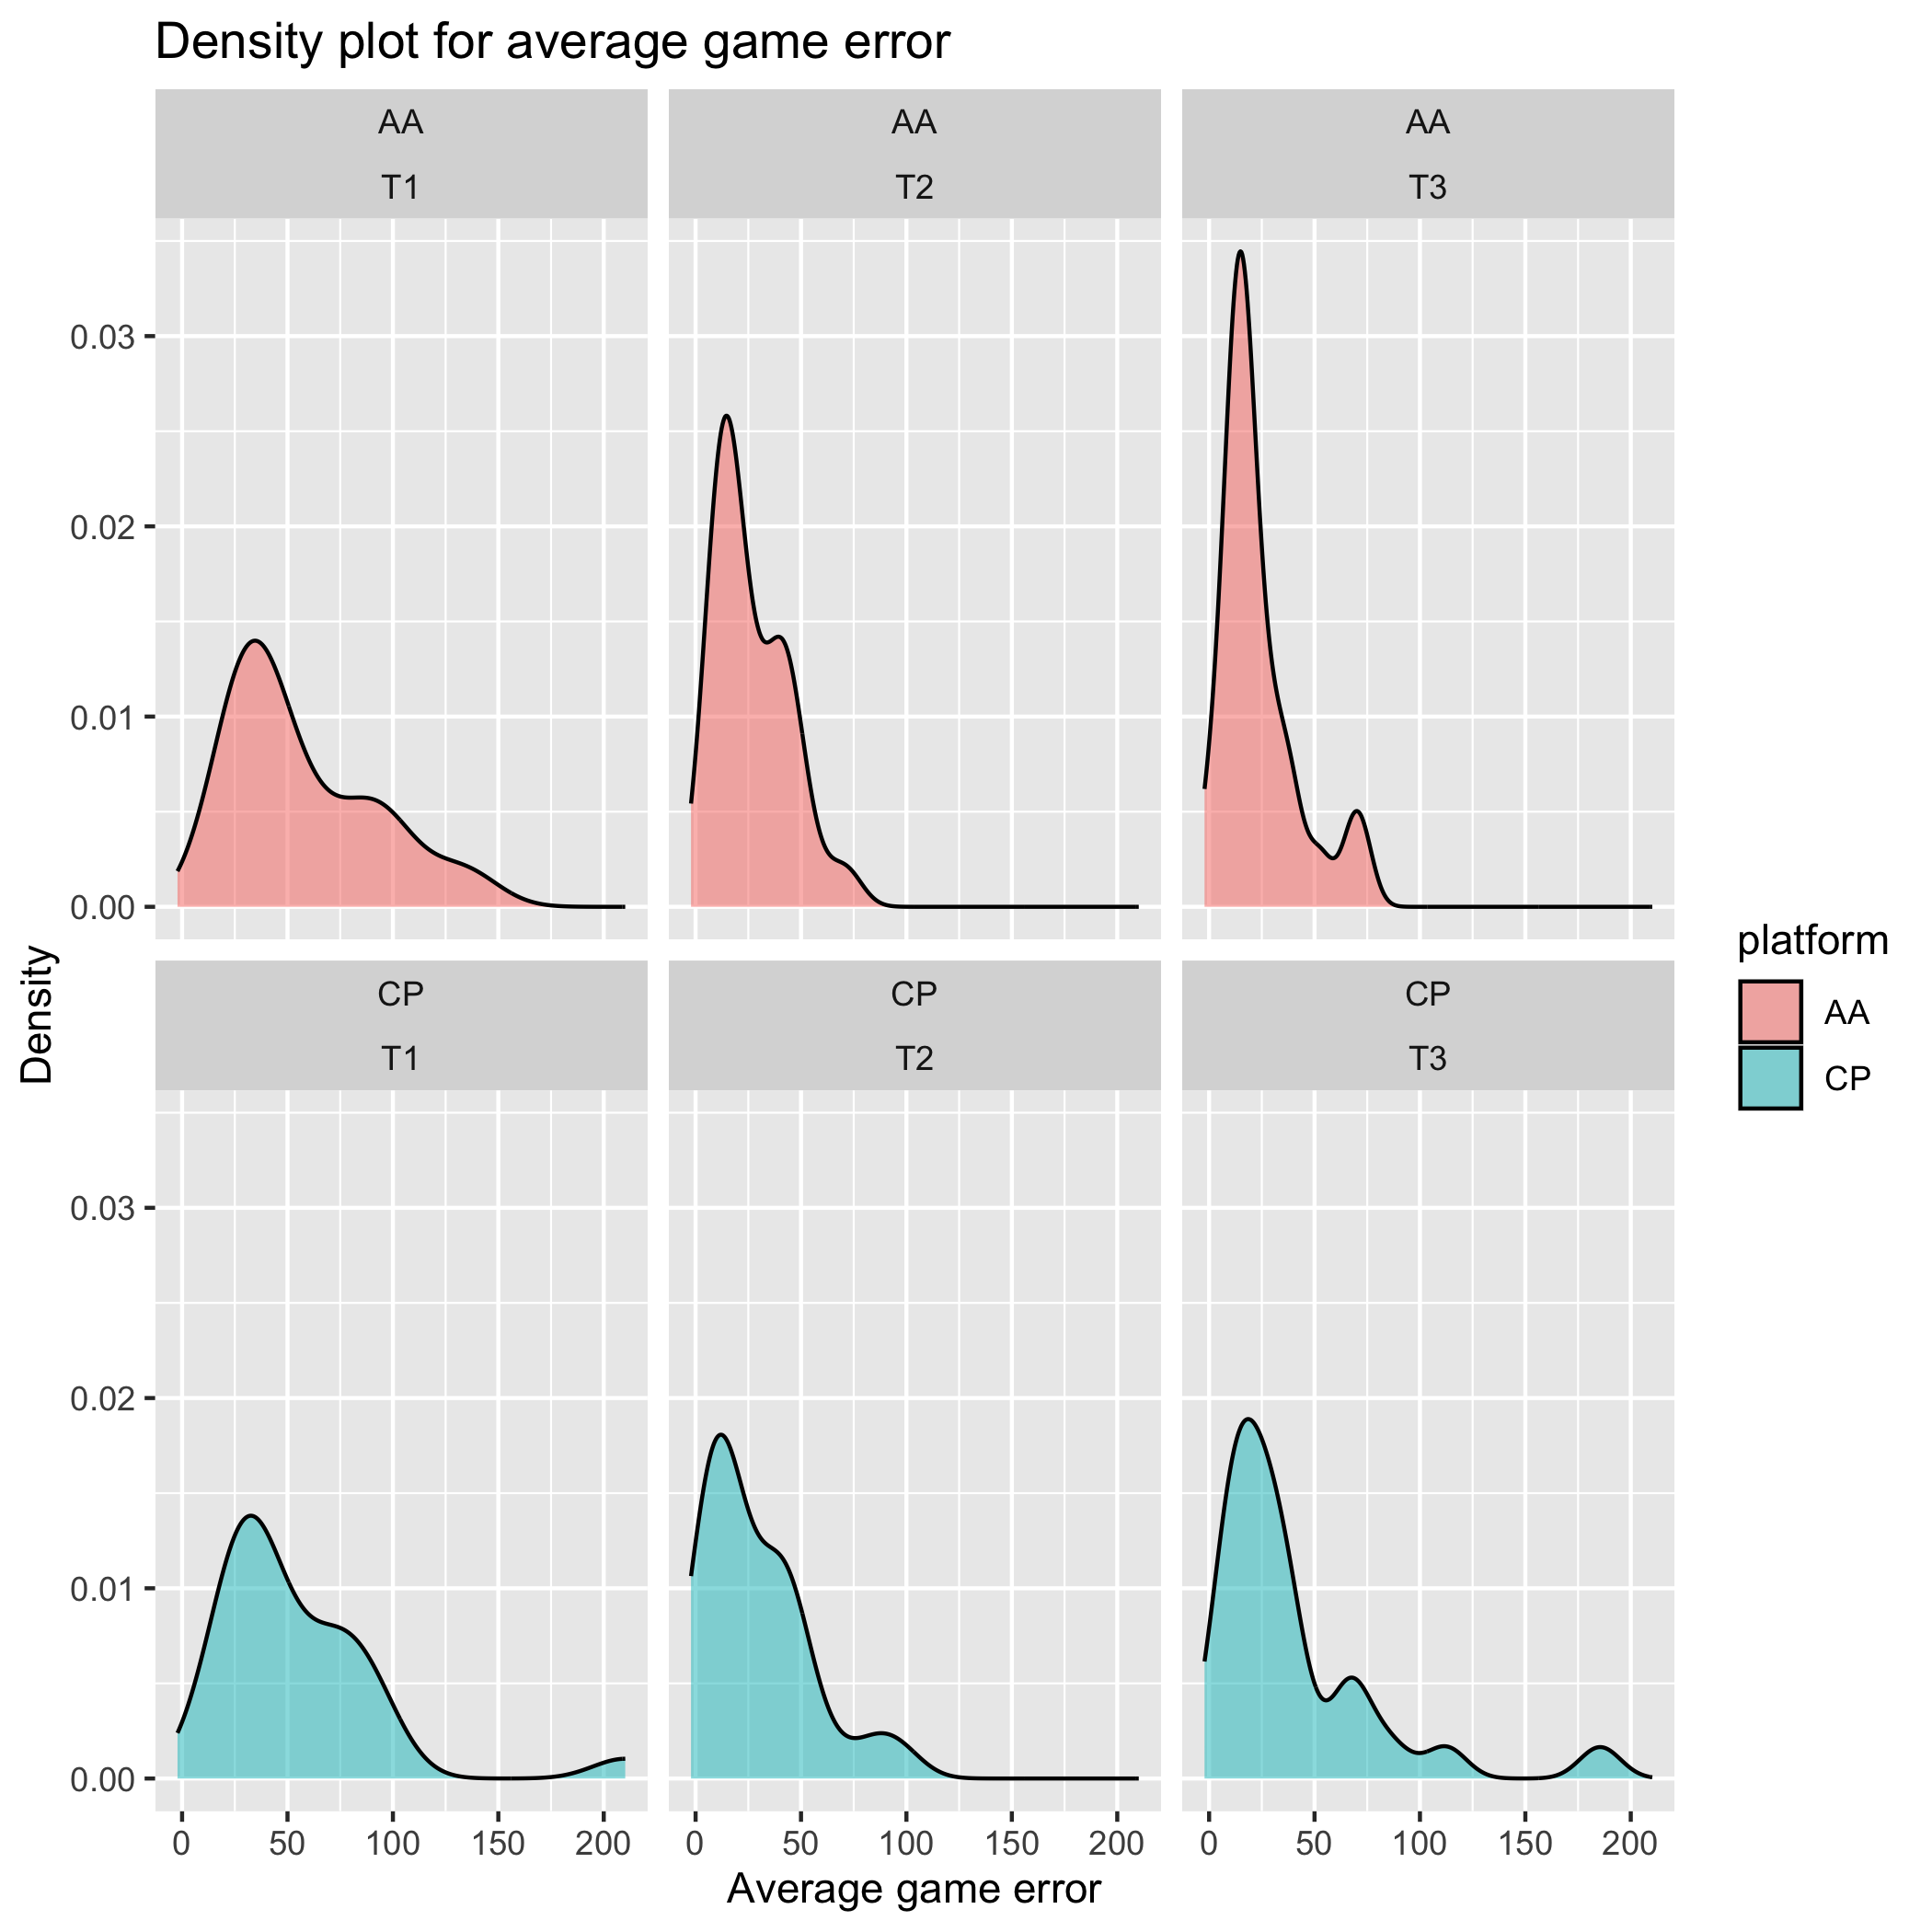 Density plot for average game error
AA
AA
AA
T1
T2
T3
0.03
0.02
0.01
0.00
CP
CP
CP
T1
T2
T3
0.03
0.02
0.01
0.00
0 50 100 150 200
0 50 100 150 200
0 50 100 150 200
Average game error
Density
platform
AA
CP